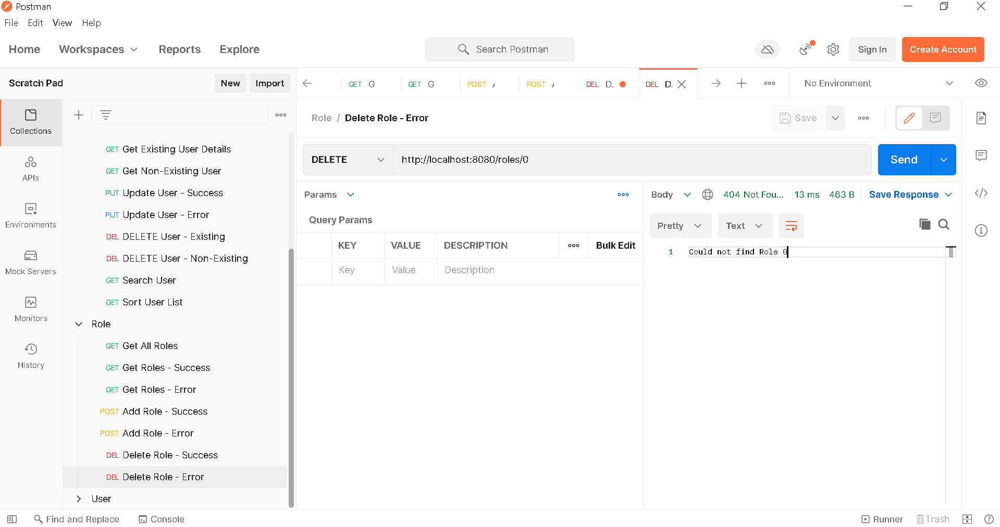 Postman
File Edit View Help
Home Workspaces Reports Explore Search Postman Sign In Create Account
Scratch Pad New Import GET G GET G POST POST DEL D. DEL D. No Environment
Collections
APIs
Environments
Mock Servers
Monitors
History
GET Get Existing User Details
GET Get Non-Existing User
PUT Update User - Success
PUT Update User - Error
DEL DELETE User - Existing
DEL DELETE User - Non-Existing
GET Search User
GET Sort User List
Role
GET Get All Roles
GET Get Roles - Success
GET Get Roles - Error
POST Add Role - Success
POST Add Role - Error
DEL Delete Role - Success
DEL Delete Role - Error
User
Role / Delete Role - Error Save
DELETE http://localhost:8080/roles/0 Send
Params
Query Params
KEY VALUE DESCRIPTION Bulk Edit
Key Value Description
Body 404 Not Fou... 13 ms 463 B Save Response
Pretty Text
1 Could not find Role 0
Find and Replace Console Runner Trash